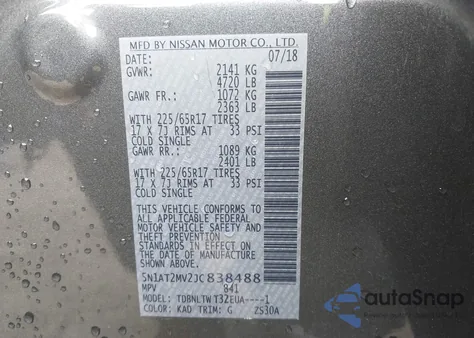 MFD BY NISSAN MOTOR CO., LTD.
DATE: 07/18
GVWR: 2141 KG
4720 LB
GAWR FR: 1072 KG
2363 LB
WITH 225/65R17 TIRES
17 X 7J RIMS AT 33 PSI
COLD SINGLE
GAWR RR: 1089 KG
2401 LB
WITH 225/65R17 TIRES
17 X 7J RIMS AT 33 PSI
COLD SINGLE
THIS VEHICLE CONFORMS TO
ALL APPLICABLE FEDERAL
MOTOR VEHICLE SAFETY AND
THEFT PREVENTION
STANDARDS IN EFFECT ON
THE DATE OF MANUFACTURE
SHOWN ABOVE.
5N1AT2MV2JC838488
MPV 841
MODEL: TDBNLTWT32EUA----1
COLOR: KAD TRIM: G ZS30A
autoSnap